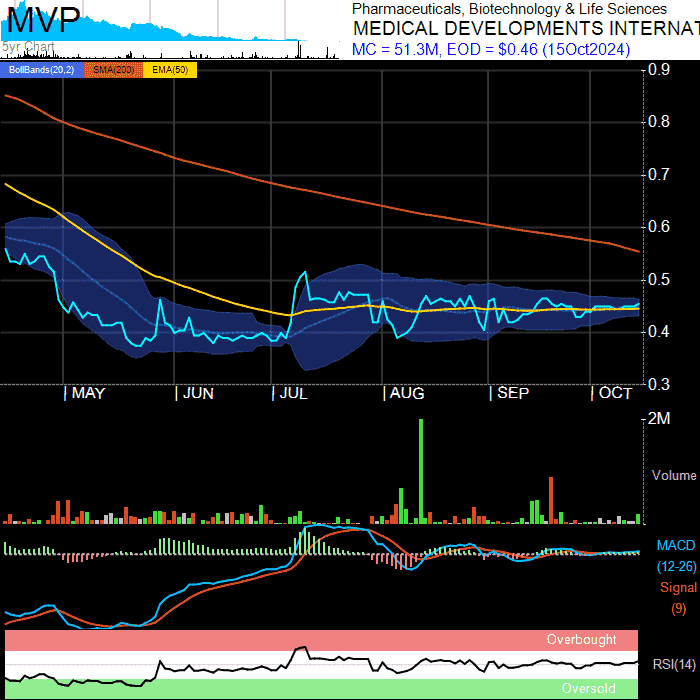 MVP
5yr Chart
Pharmaceuticals, Biotechnology & Life Sciences
MEDICAL DEVELOPMENTS INTERNAT
MC = 51.3M, EOD = $0.46 (15Oct2024)
BollBands(20,2) SMA(200) EMA(50)
0.9
0.8
0.7
0.6
0.5
0.4
0.3
MAY JUN JUL AUG SEP OCT
2M
Volume
MACD
(12-26)
Signal
(9)
Overbought
RSI(14)
Oversold